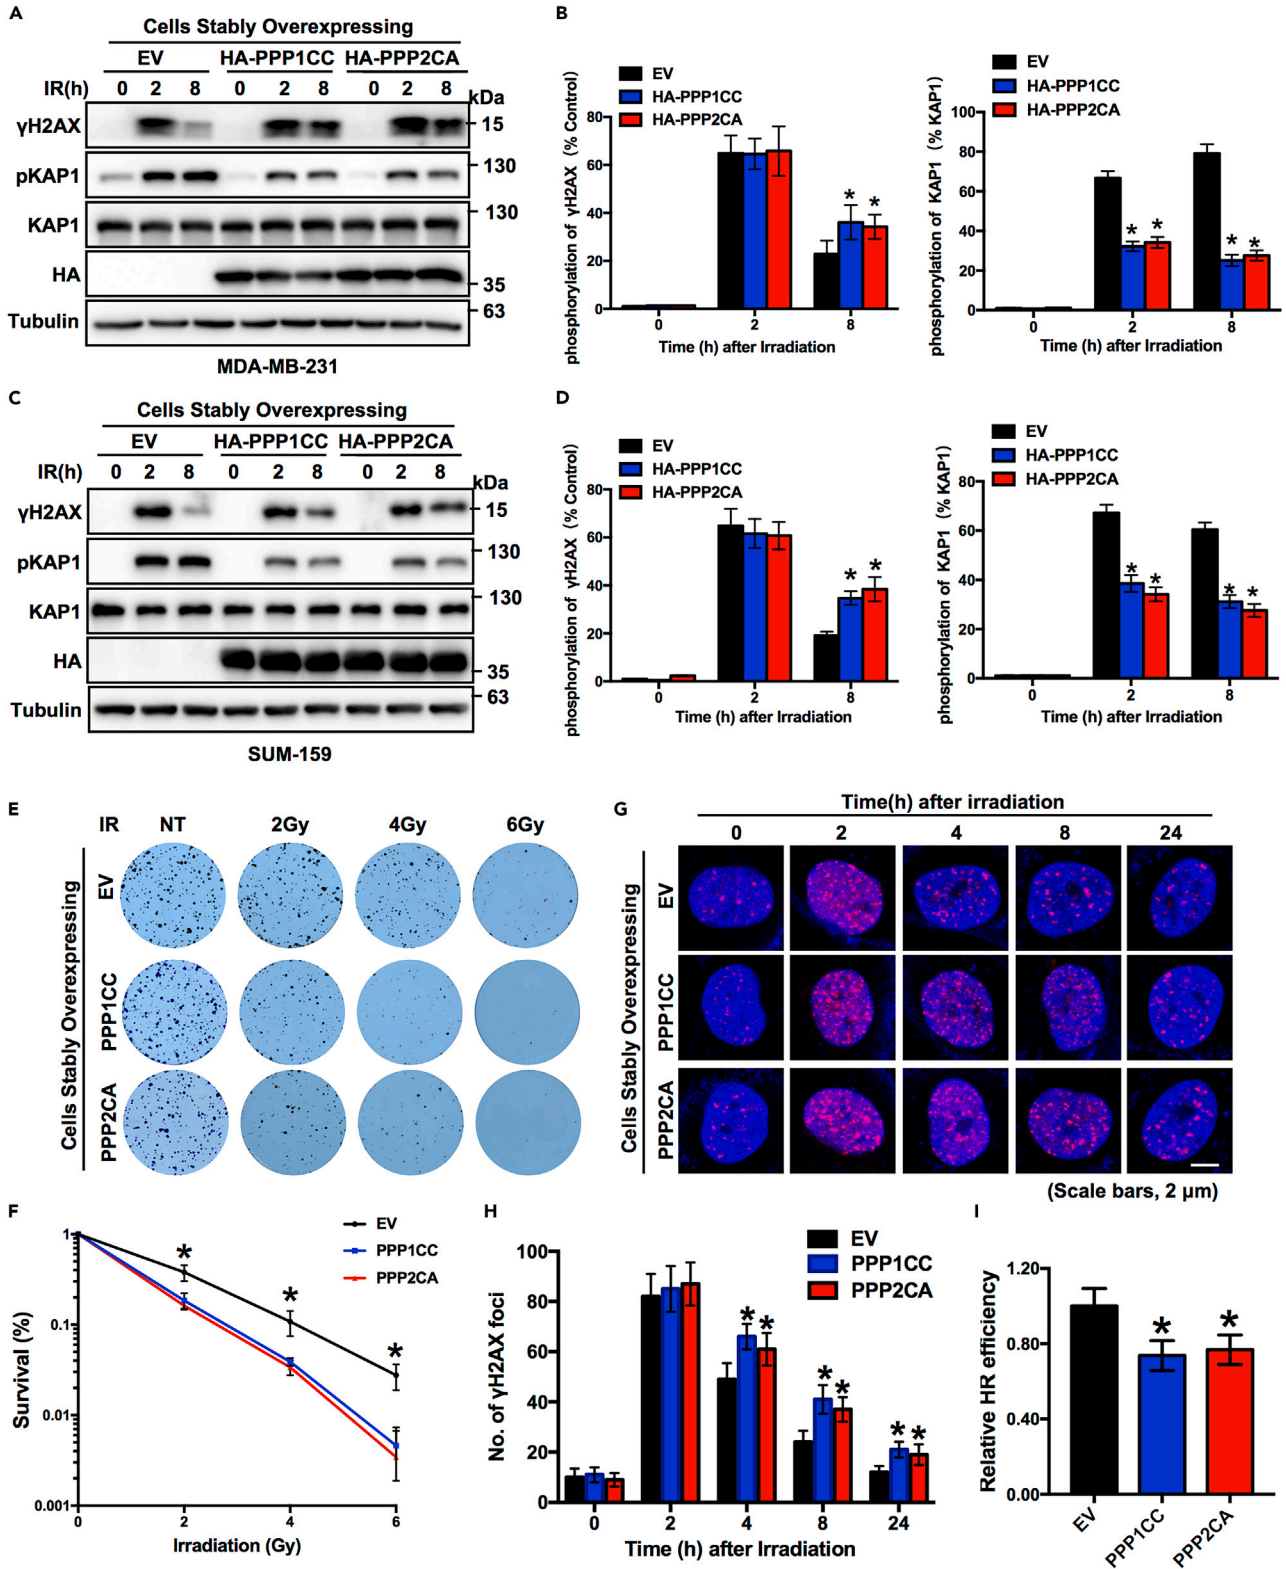 A
Cells Stably Overexpressing
EV HA-PPP1CC HA-PPP2CA
IR(h) 0 2 8 0 2 8 0 2 8
kDa
γH2AX 15
pKAP1 130
KAP1 130
HA 35
Tubulin 63
MDA-MB-231
B
EV
HA-PPP1CC
HA-PPP2CA
phosphorylation of γH2AX (% Control)
80
60
40
20
0
* *
0 2 8
Time (h) after Irradiation
EV
HA-PPP1CC
HA-PPP2CA
phosphorylation of KAP1 (% KAP1)
100
80
60
40
20
0
* * * *
0 2 8
Time (h) after Irradiation
C
Cells Stably Overexpressing
EV HA-PPP1CC HA-PPP2CA
IR(h) 0 2 8 0 2 8 0 2 8
kDa
γH2AX 15
pKAP1 130
KAP1 130
HA 35
Tubulin 63
SUM-159
D
EV
HA-PPP1CC
HA-PPP2CA
phosphorylation of γH2AX (% Control)
80
60
40
20
0
* *
0 2 8
Time (h) after Irradiation
EV
HA-PPP1CC
HA-PPP2CA
phosphorylation of KAP1 (% KAP1)
80
60
40
20
0
* * * *
0 2 8
Time (h) after Irradiation
E
IR NT 2Gy 4Gy 6Gy
Cells Stably Overexpressing
EV
PPP1CC
PPP2CA
G
Time(h) after irradiation
0 2 4 8 24
Cells Stably Overexpressing
EV
PPP1CC
PPP2CA
(Scale bars, 2 μm)
F
EV
PPP1CC
PPP2CA
Survival (%)
1
0.1
0.01
0.001
* * *
0 2 4 6
Irradiation (Gy)
H
EV
PPP1CC
PPP2CA
No. of γH2AX foci
100
80
60
40
20
0
* * * * * *
0 2 4 8 24
Time (h) after Irradiation
I
Relative HR efficiency
1.20
0.80
0.40
0.00
* *
EV PPP1CC PPP2CA